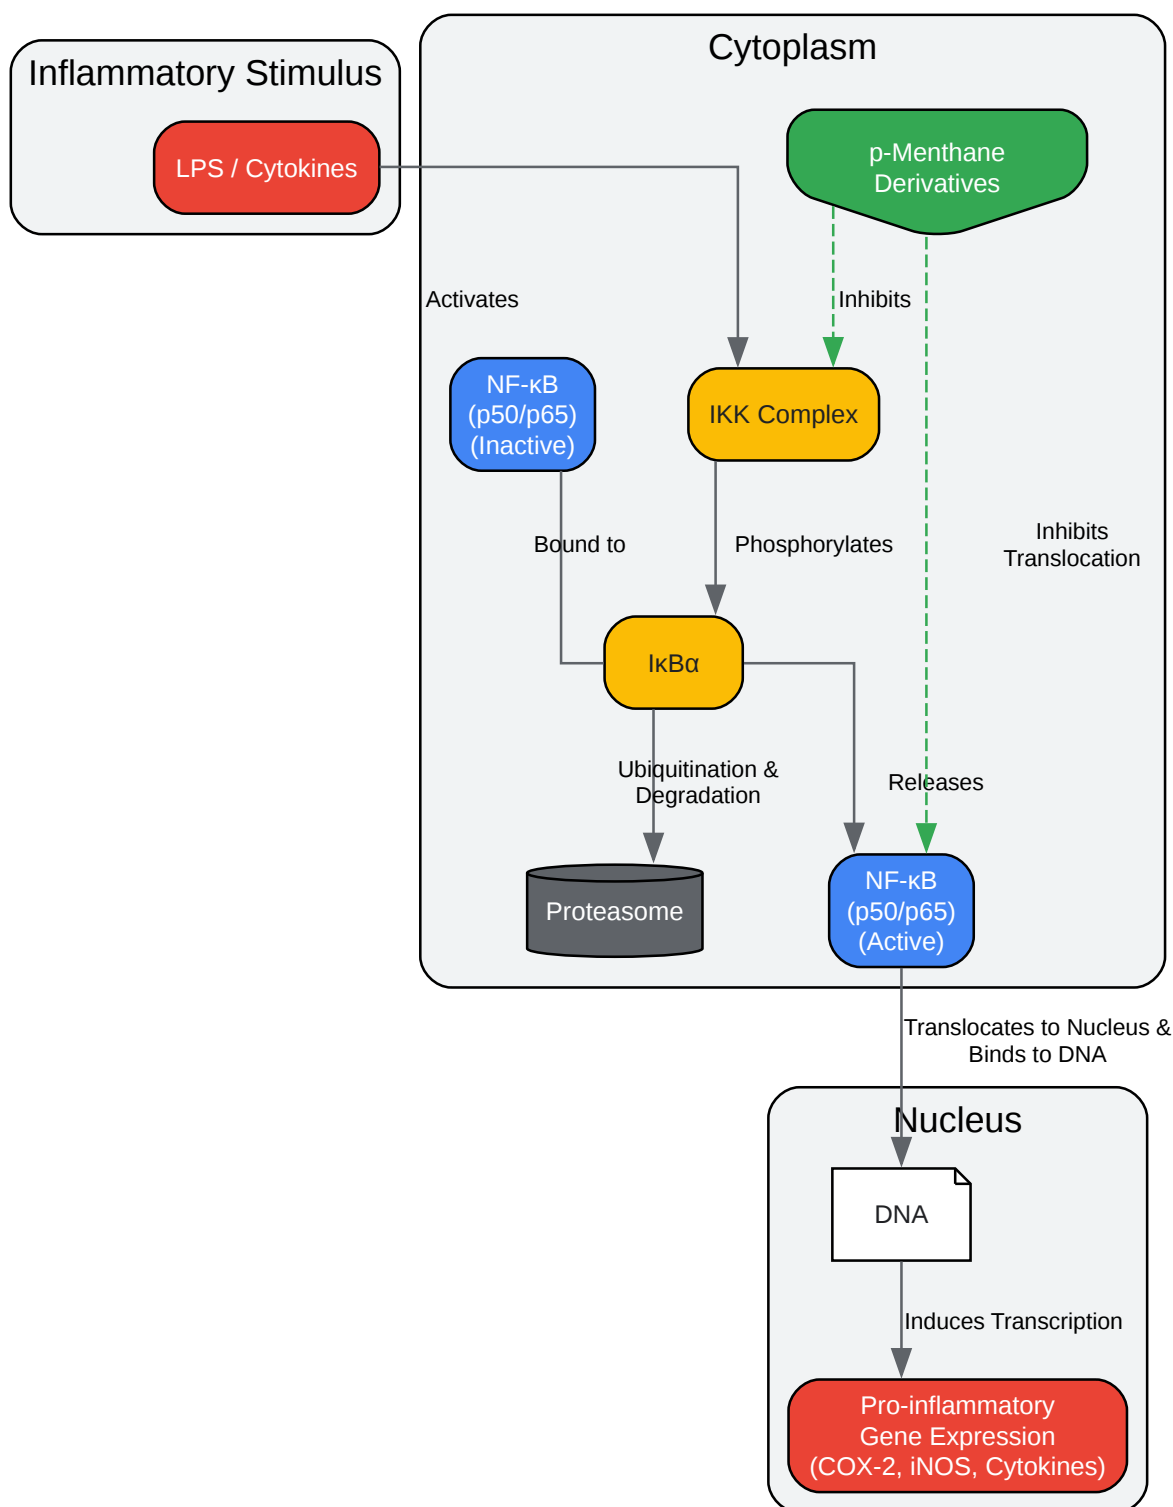 Inflammatory Stimulus
LPS / Cytokines
Cytoplasm
p-Menthane
Derivatives
Activates
Inhibits
NF-κB
(p50/p65)
(Inactive)
IKK Complex
Bound to
Phosphorylates
Inhibits
Translocation
IκBα
Ubiquitination &
Degradation
Releases
Proteasome
NF-κB
(p50/p65)
(Active)
Translocates to Nucleus &
Binds to DNA
Nucleus
DNA
Induces Transcription
Pro-inflammatory
Gene Expression
(COX-2, iNOS, Cytokines)